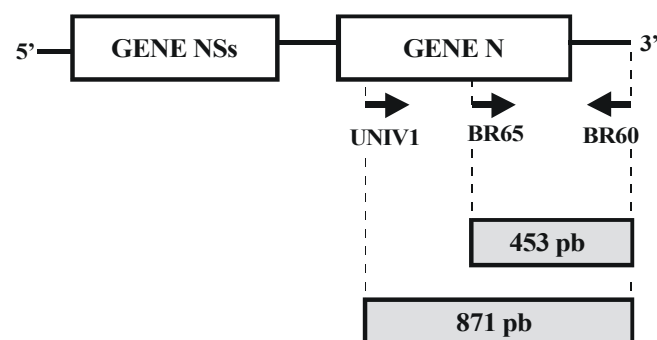 5’ GENE NSs GENE N 3’
UNIV1 BR65 BR60
453 pb
871 pb